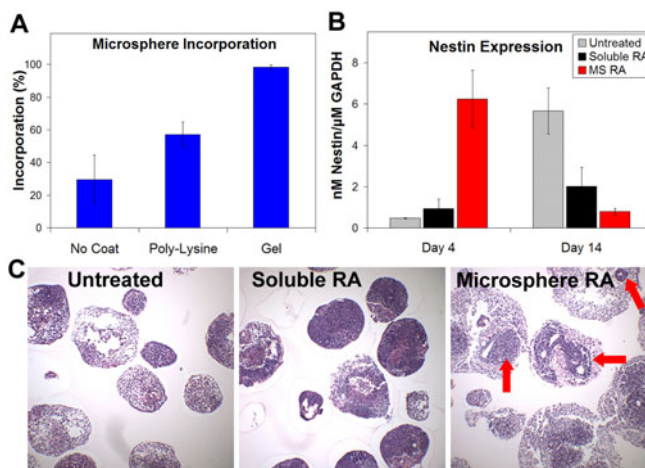 A
Microsphere Incorporation
Incorporation (%)
100
80
60
40
20
0
No Coat
Poly-Lysine
Gel
B
Nestin Expression
Untreated
Soluble RA
MS RA
nM Nestin/µM GAPDH
8
6
4
2
0
Day 4
Day 14
C
Untreated
Soluble RA
Microsphere RA